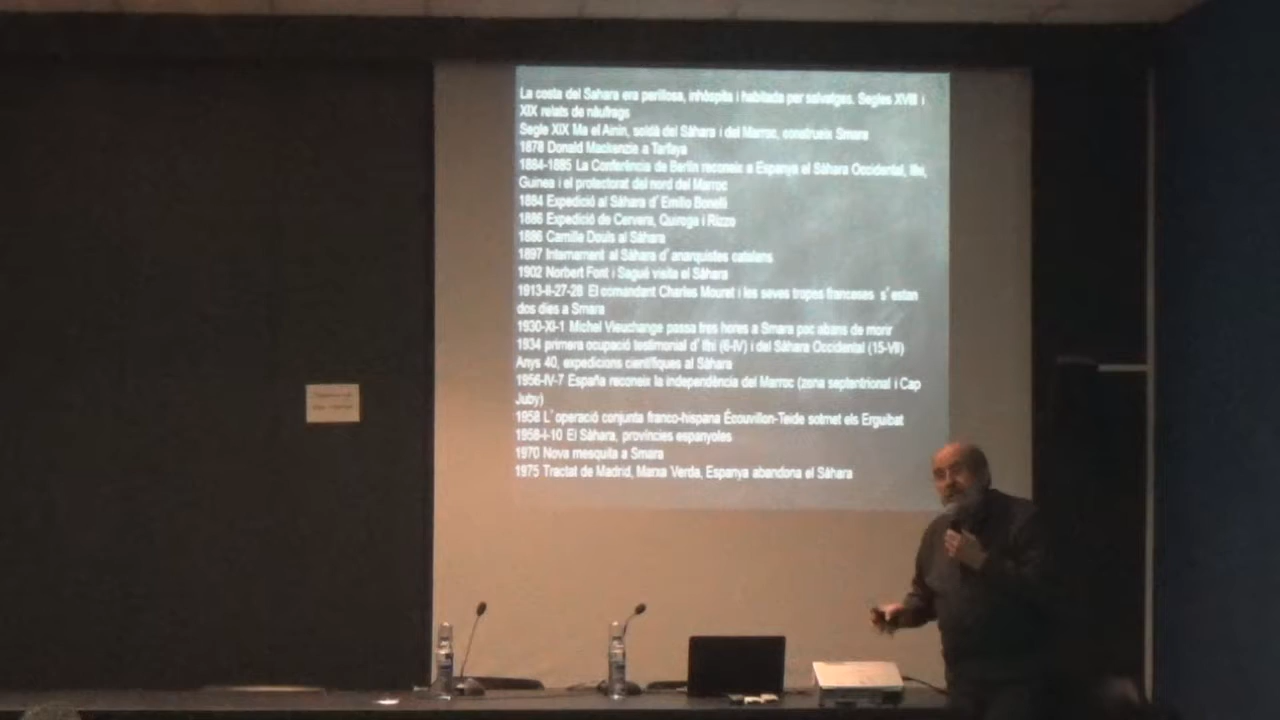 La costa del Sahara era perillosa, inhòspita i habitada per salvatges. Segles XVIII i
XIX relats de nàufrags
Segle XIX Ma el Ainin, soldà del Sàhara i del Marroc, construeix Smara
1878 Donald Mackenzie a Tarfaya
1884-1885 La Conferència de Berlín reconeix a Espanya el Sàhara Occidental, Ifni,
Guinea i el protectorat del nord del Marroc
1884 Expedició al Sàhara d´Emilio Bonelli
1886 Expedició de Cervera, Quiroga i Rizzo
1886 Camille Douls al Sàhara
1897 Internament al Sàhara d´anarquistes catalans
1902 Norbert Font i Sagué visita el Sàhara
1913-II-27-28 El comandant Charles Mouret i les seves tropes franceses s´estan
dos dies a Smara
1930-XI-1 Michel Vieuchange passa tres hores a Smara poc abans de morir
1934 primera ocupació testimonial d´Ifni (6-IV) i del Sàhara Occidental (15-VII)
Anys 40, expedicions científiques al Sàhara
1956-IV-7 España reconeix la independència del Marroc (zona septentrional i Cap
Juby)
1958 L´operació conjunta franco-hispana Écouvillon-Teide sotmet els Erguibat
1958-I-10 El Sàhara, províncies espanyoles
1970 Nova mesquita a Smara
1975 Tractat de Madrid, Marxa Verda, Espanya abandona el Sàhara